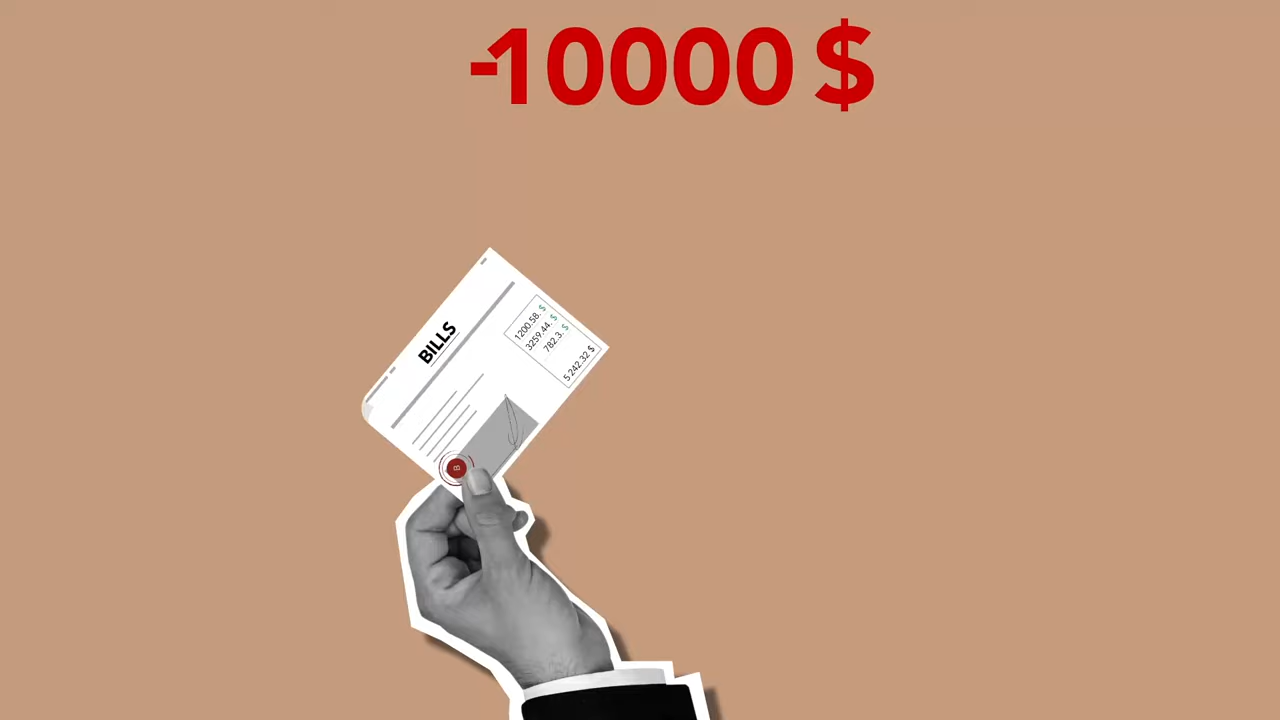 -10000 $
BILLS
1200.58. $
3259.44. $
782.3. $
5 242.32 $
B